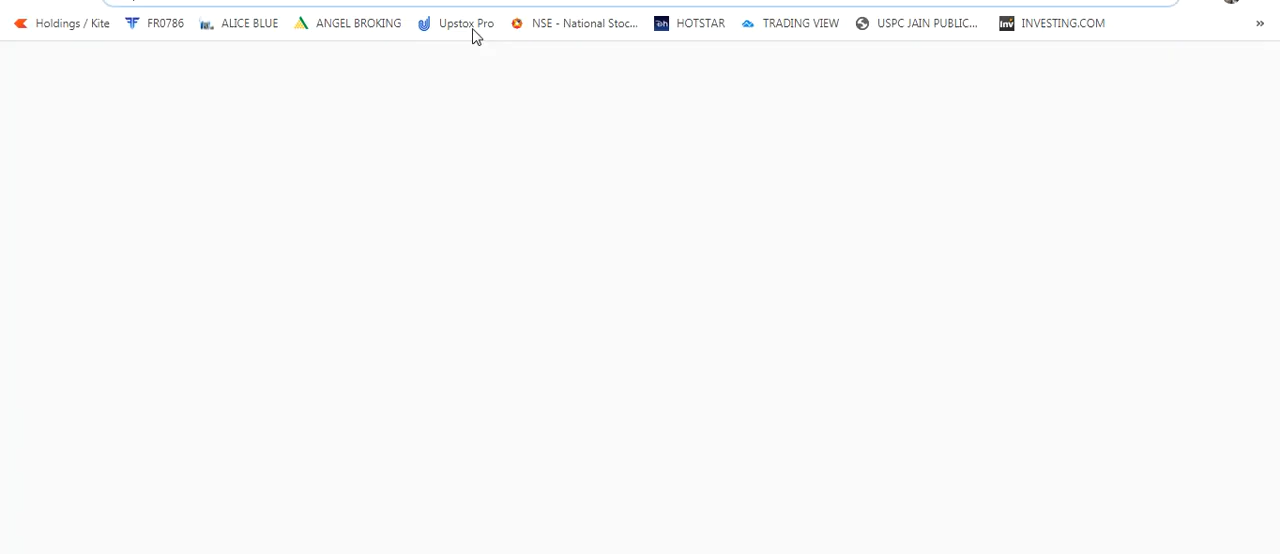 Holdings / Kite FR0786 ALICE BLUE ANGEL BROKING Upstox Pro NSE - National Stoc... HOTSTAR TRADING VIEW USPC JAIN PUBLIC... Inv INVESTING.COM »